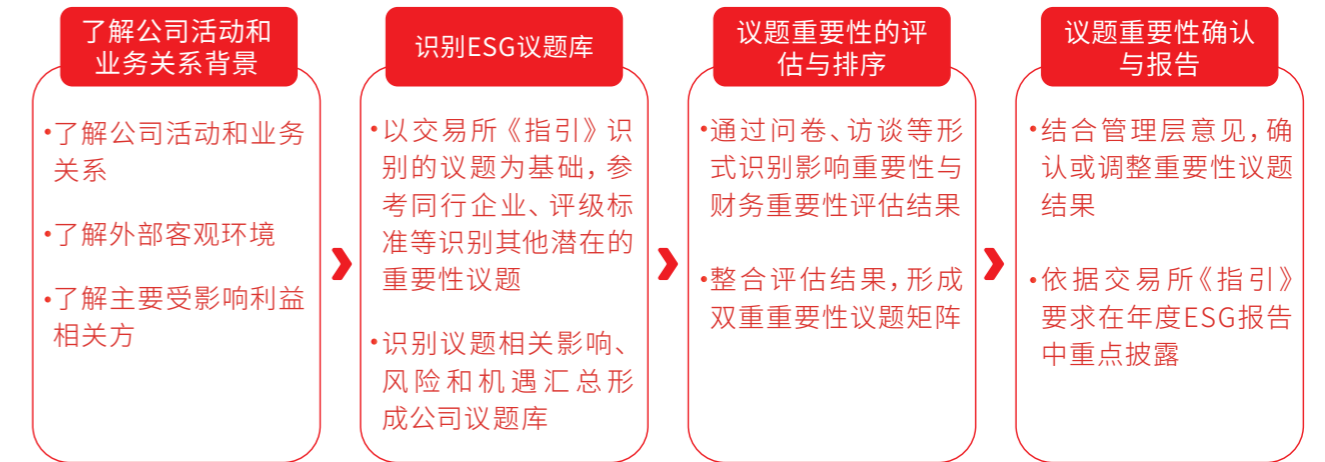 了解公司活动和
业务关系背景
•了解公司活动和业务
关系
•了解外部客观环境
•了解主要受影响利益
相关方
识别ESG议题库
•以交易所《指引》识
别的议题为基础，参
考同行企业、评级标
准等识别其他潜在的
重要性议题
•识别议题相关影响、
风险和机遇汇总形
成公司议题库
议题重要性的评
估与排序
•通过问卷、访谈等形
式识别影响重要性与
财务重要性评估结果
•整合评估结果，形成
双重重要性议题矩阵
议题重要性确认
与报告
•结合管理层意见，确
认或调整重要性议题
结果
•依据交易所《指引》
要求在年度ESG报告
中重点披露